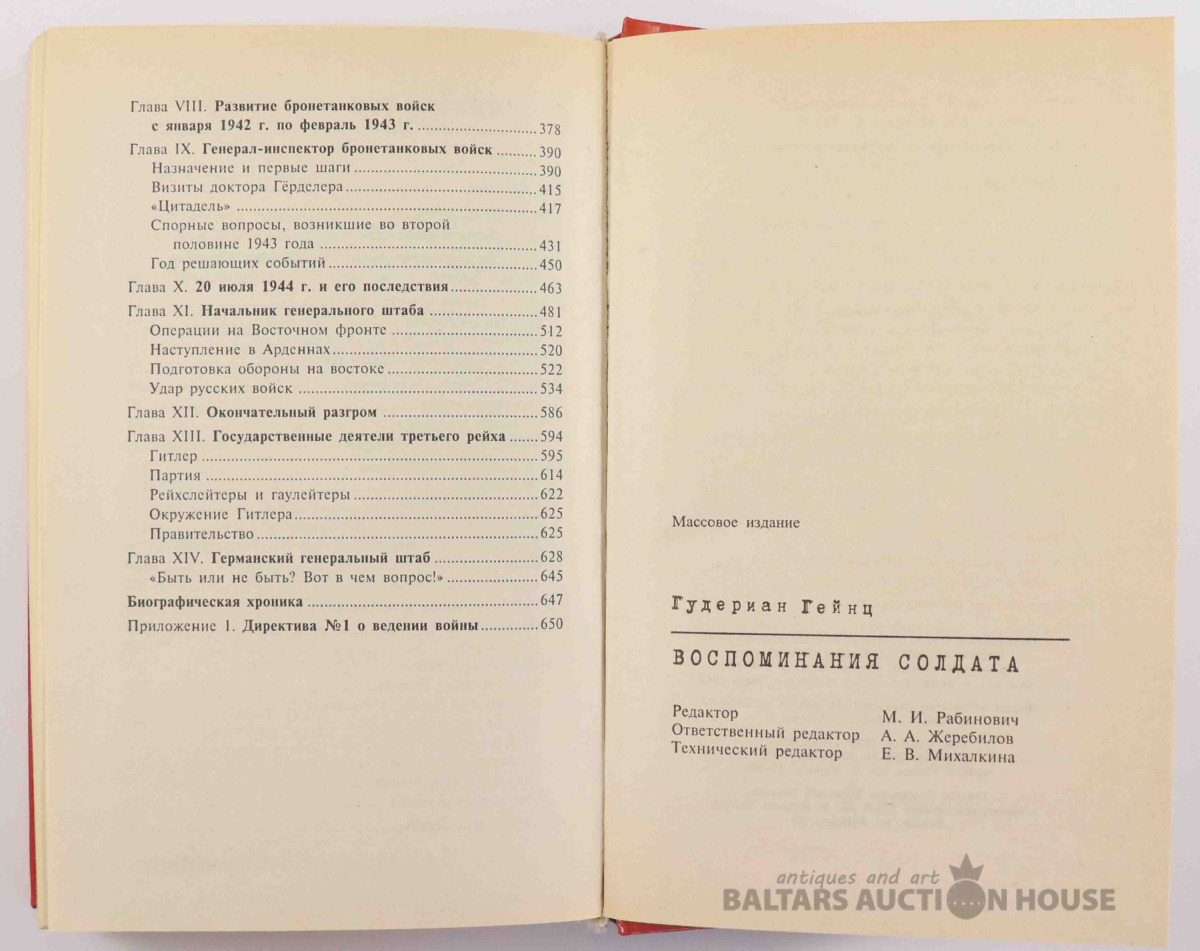 Глава VIII. Развитие бронетанковых войск
с января 1942 г. по февраль 1943 г. ..................378
Глава IX. Генерал-инспектор бронетанковых войск ..........390
Назначение и первые шаги ..................390
Визиты доктора Гёрделера ..................415
«Цитадель» ..................417
Спорные вопросы, возникшие во второй
половине 1943 года ..................431
Год решающих событий ..................450
Глава X. 20 июля 1944 г. и его последствия ..................463
Глава XI. Начальник генерального штаба ..................481
Операции на Восточном фронте ..................512
Наступление в Арденнах ..................520
Подготовка обороны на востоке ..................522
Удар русских войск ..................534
Глава XII. Окончательный разгром ..................586
Глава XIII. Государственные деятели третьего рейха .......594
Гитлер ..................595
Партия ..................614
Рейхслейтеры и гаулейтеры ..................622
Окружение Гитлера ..................625
Правительство ..................625
Глава XIV. Германский генеральный штаб ..................628
«Быть или не быть? Вот в чем вопрос!» ..................645
Биографическая хроника ..................647
Приложение 1. Директива №1 о ведении войны ..............650
Массовое издание
Гудериан Гейнц
ВОСПОМИНАНИЯ СОЛДАТА
Редактор М. И. Рабинович
Ответственный редактор А. А. Жеребилов
Технический редактор Е. В. Михалкина
antiques and art
BALTARS AUCTION HOUSE